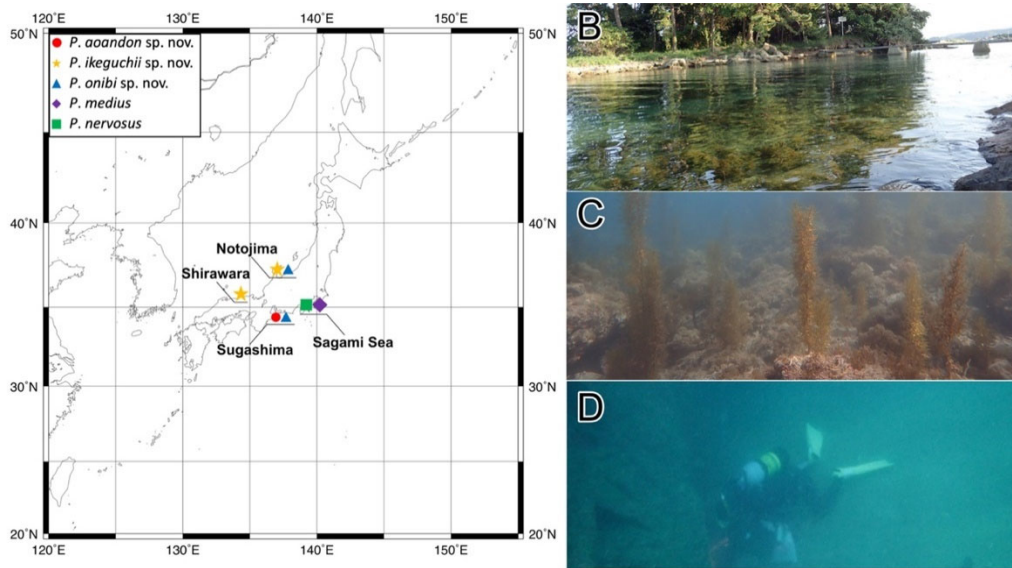 120˚E
130˚E
140˚E
150˚E
50˚N
50˚N
P. aoandon sp. nov.
P. ikeguchii sp. nov.
P. onibi sp. nov.
P. medius
P. nervosus
40˚N
40˚N
Notojima
Shirawara
Sugashima
Sagami Sea
30˚N
30˚N
20˚N
20˚N
120˚E
130˚E
140˚E
150˚E
B
C
D